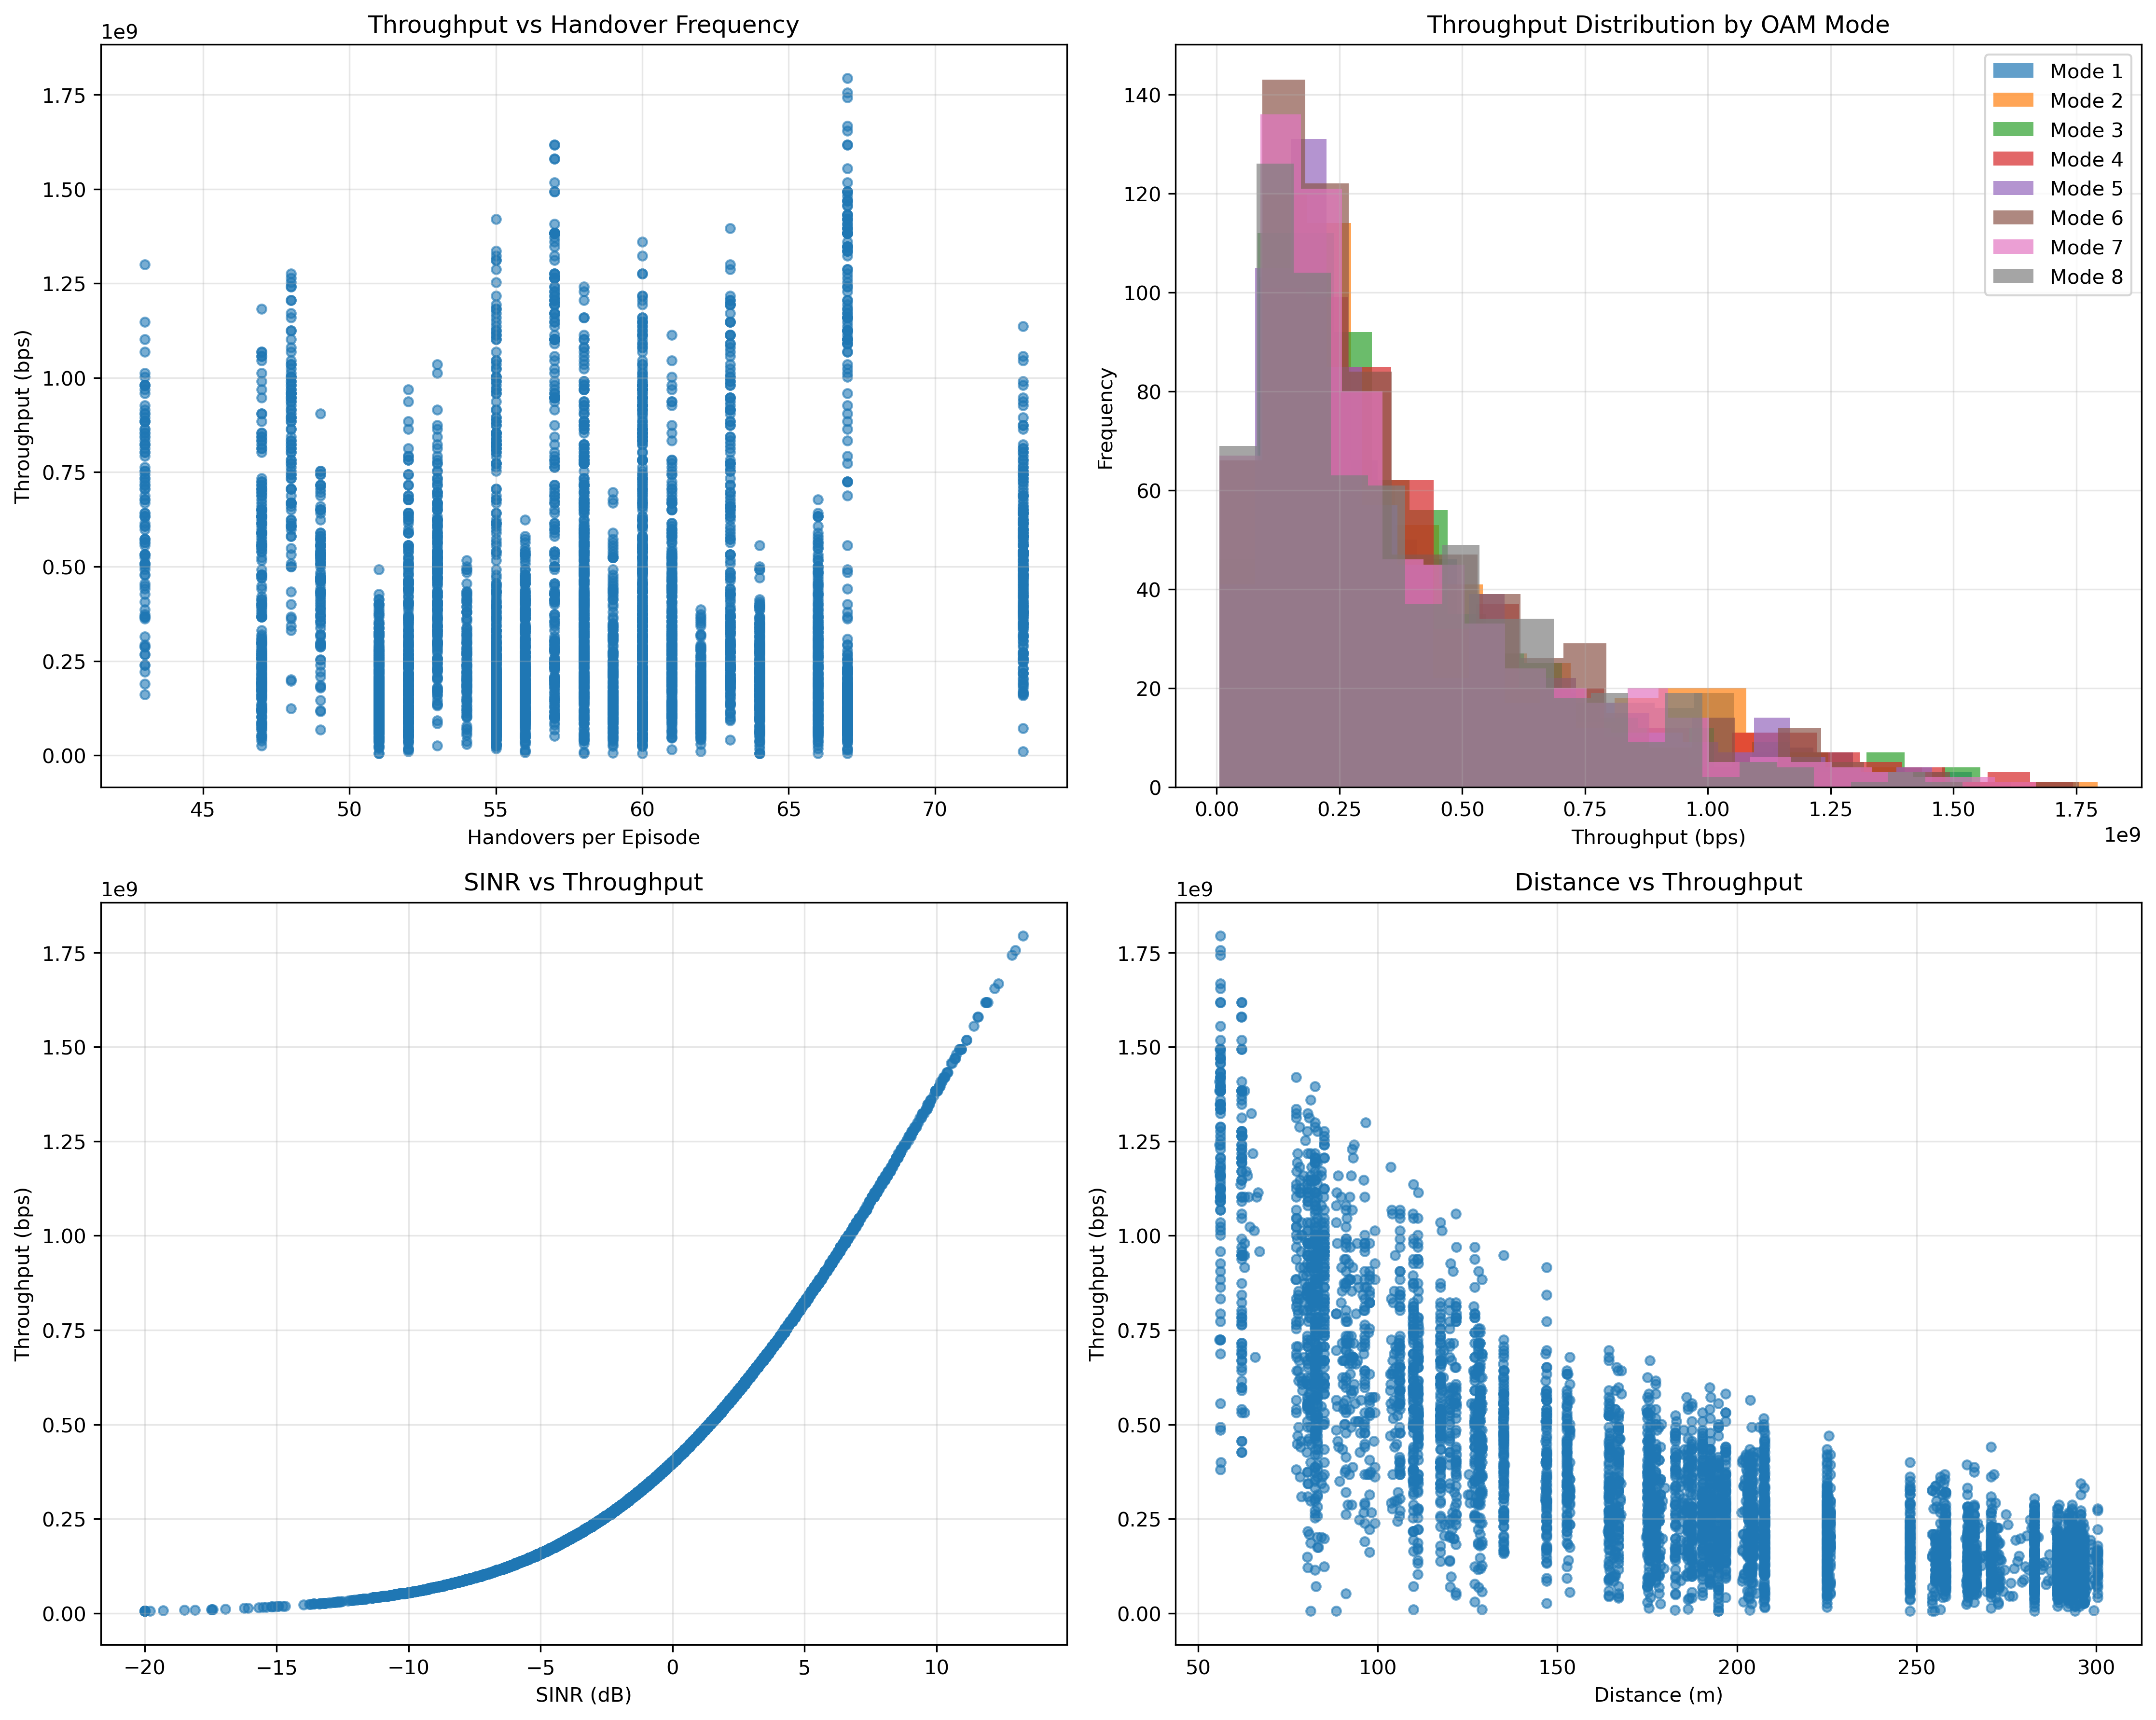 Throughput vs Handover Frequency
1e9
1.75
1.50
1.25
1.00
0.75
0.50
0.25
0.00
Throughput (bps)
45 50 55 60 65 70
Handovers per Episode
Throughput Distribution by OAM Mode
140
120
100
80
60
40
20
0
Frequency
Mode 1
Mode 2
Mode 3
Mode 4
Mode 5
Mode 6
Mode 7
Mode 8
0.00 0.25 0.50 0.75 1.00 1.25 1.50 1.75
Throughput (bps)
1e9
SINR vs Throughput
1e9
1.75
1.50
1.25
1.00
0.75
0.50
0.25
0.00
Throughput (bps)
−20 −15 −10 −5 0 5 10
SINR (dB)
Distance vs Throughput
1e9
1.75
1.50
1.25
1.00
0.75
0.50
0.25
0.00
Throughput (bps)
50 100 150 200 250 300
Distance (m)